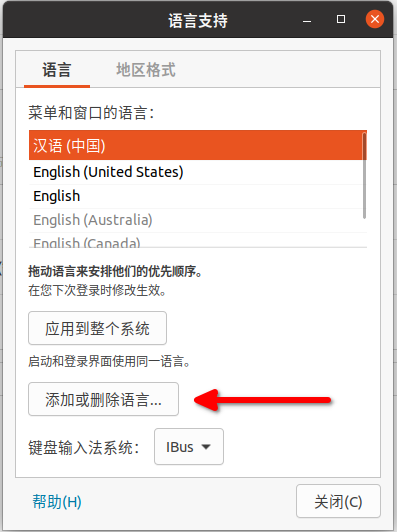 语言支持
语言
地区格式
菜单和窗口的语言：
汉语 (中国)
English (United States)
English
English (Australia)
English (Canada)
拖动语言来安排他们的优先顺序。
在您下次登录时修改生效。
应用到整个系统
启动和登录界面使用同一语言。
添加或删除语言...
键盘输入法系统： IBus
帮助(H)
关闭(C)